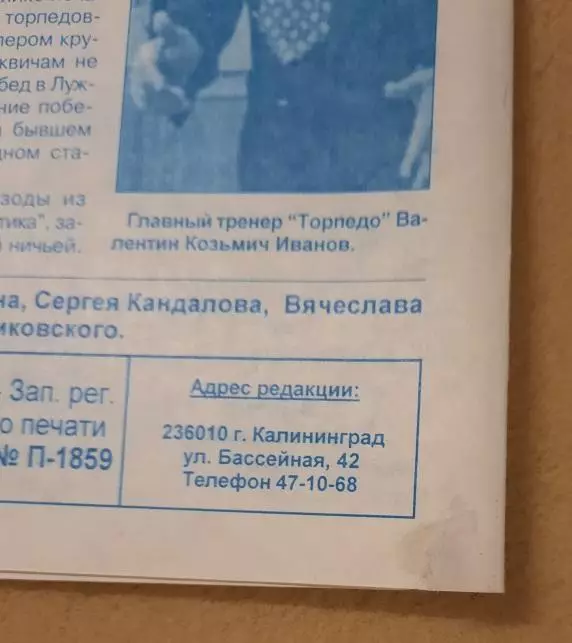 торпедов-
пером кру-
квичам не
бед в Луж-
ние побе-
и бывшем
дном ста-
зоды из
тика", за-
й ничьей.
Главный тренер "Торпедо" Ва-
лентин Козьмич Иванов.
на, Сергея Кандалова, Вячеслава
иковского.
Зап. рег.
о печати
№ П-1859
Адрес редакции:
236010 г. Калининград
ул. Бассейная, 42
Телефон 47-10-68